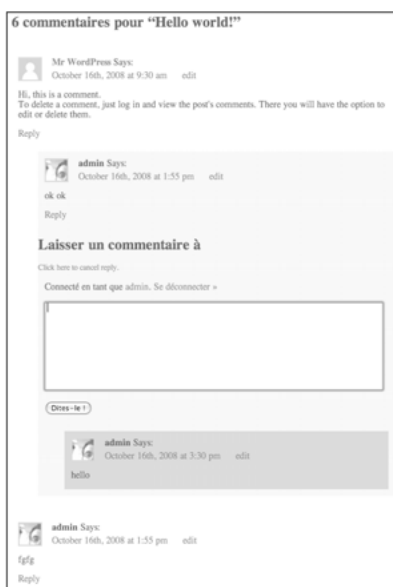 6 commentaires pour “Hello world!”
Mr WordPress Says:
October 16th, 2008 at 9:30 am edit
Hi, this is a comment.
To delete a comment, just log in and view the post's comments. There you will have the option to
edit or delete them.
Reply
admin Says:
October 16th, 2008 at 1:55 pm edit
ok ok
Reply
Laisser un commentaire à
Click here to cancel reply.
Connecté en tant que admin. Se déconnecter »
Dites-le !
admin Says:
October 16th, 2008 at 3:30 pm edit
hello
admin Says:
October 16th, 2008 at 1:55 pm edit
fgfg
Reply